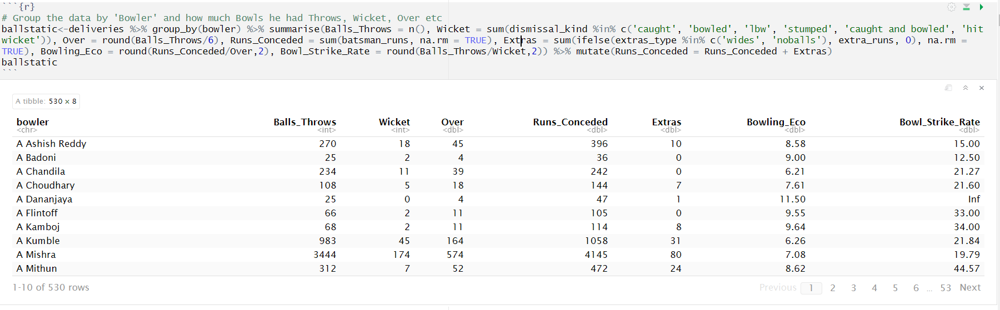 ```{r}
# Group the data by 'Bowler' and how much Bowls he had Throws, Wicket, Over etc
ballstatic<-deliveries %>% group_by(bowler) %>% summarise(Balls_Throws = n(), Wicket = sum(dismissal_kind %in% c('caught', 'bowled', 'lbw', 'stumped', 'caught and bowled', 'hit
wicket')), Over = round(Balls_Throws/6), Runs_Conceded = sum(batsman_runs, na.rm = TRUE), Extras = sum(ifelse(extras_type %in% c('wides', 'noballs'), extra_runs, 0), na.rm =
TRUE), Bowling_Eco = round(Runs_Conceded/Over,2), Bowl_Strike_Rate = round(Balls_Throws/Wicket,2)) %>% mutate(Runs_Conceded = Runs_Conceded + Extras)
ballstatic
```
A tibble: 530 × 8
bowler Balls_Throws Wicket Over Runs_Conceded Extras Bowling_Eco Bowl_Strike_Rate
<chr> <int> <int> <dbl> <dbl> <dbl> <dbl> <dbl>
A Ashish Reddy 270 18 45 396 10 8.58 15.00
A Badoni 25 2 4 36 0 9.00 12.50
A Chandila 234 11 39 242 0 6.21 21.27
A Choudhary 108 5 18 144 7 7.61 21.60
A Dananjaya 25 0 4 47 1 11.50 Inf
A Flintoff 66 2 11 105 0 9.55 33.00
A Kamboj 68 2 11 114 8 9.64 34.00
A Kumble 983 45 164 1058 31 6.26 21.84
A Mishra 3444 174 574 4145 80 7.08 19.79
A Mithun 312 7 52 472 24 8.62 44.57
1-10 of 530 rows Previous 1 2 3 4 5 6 ... 53 Next